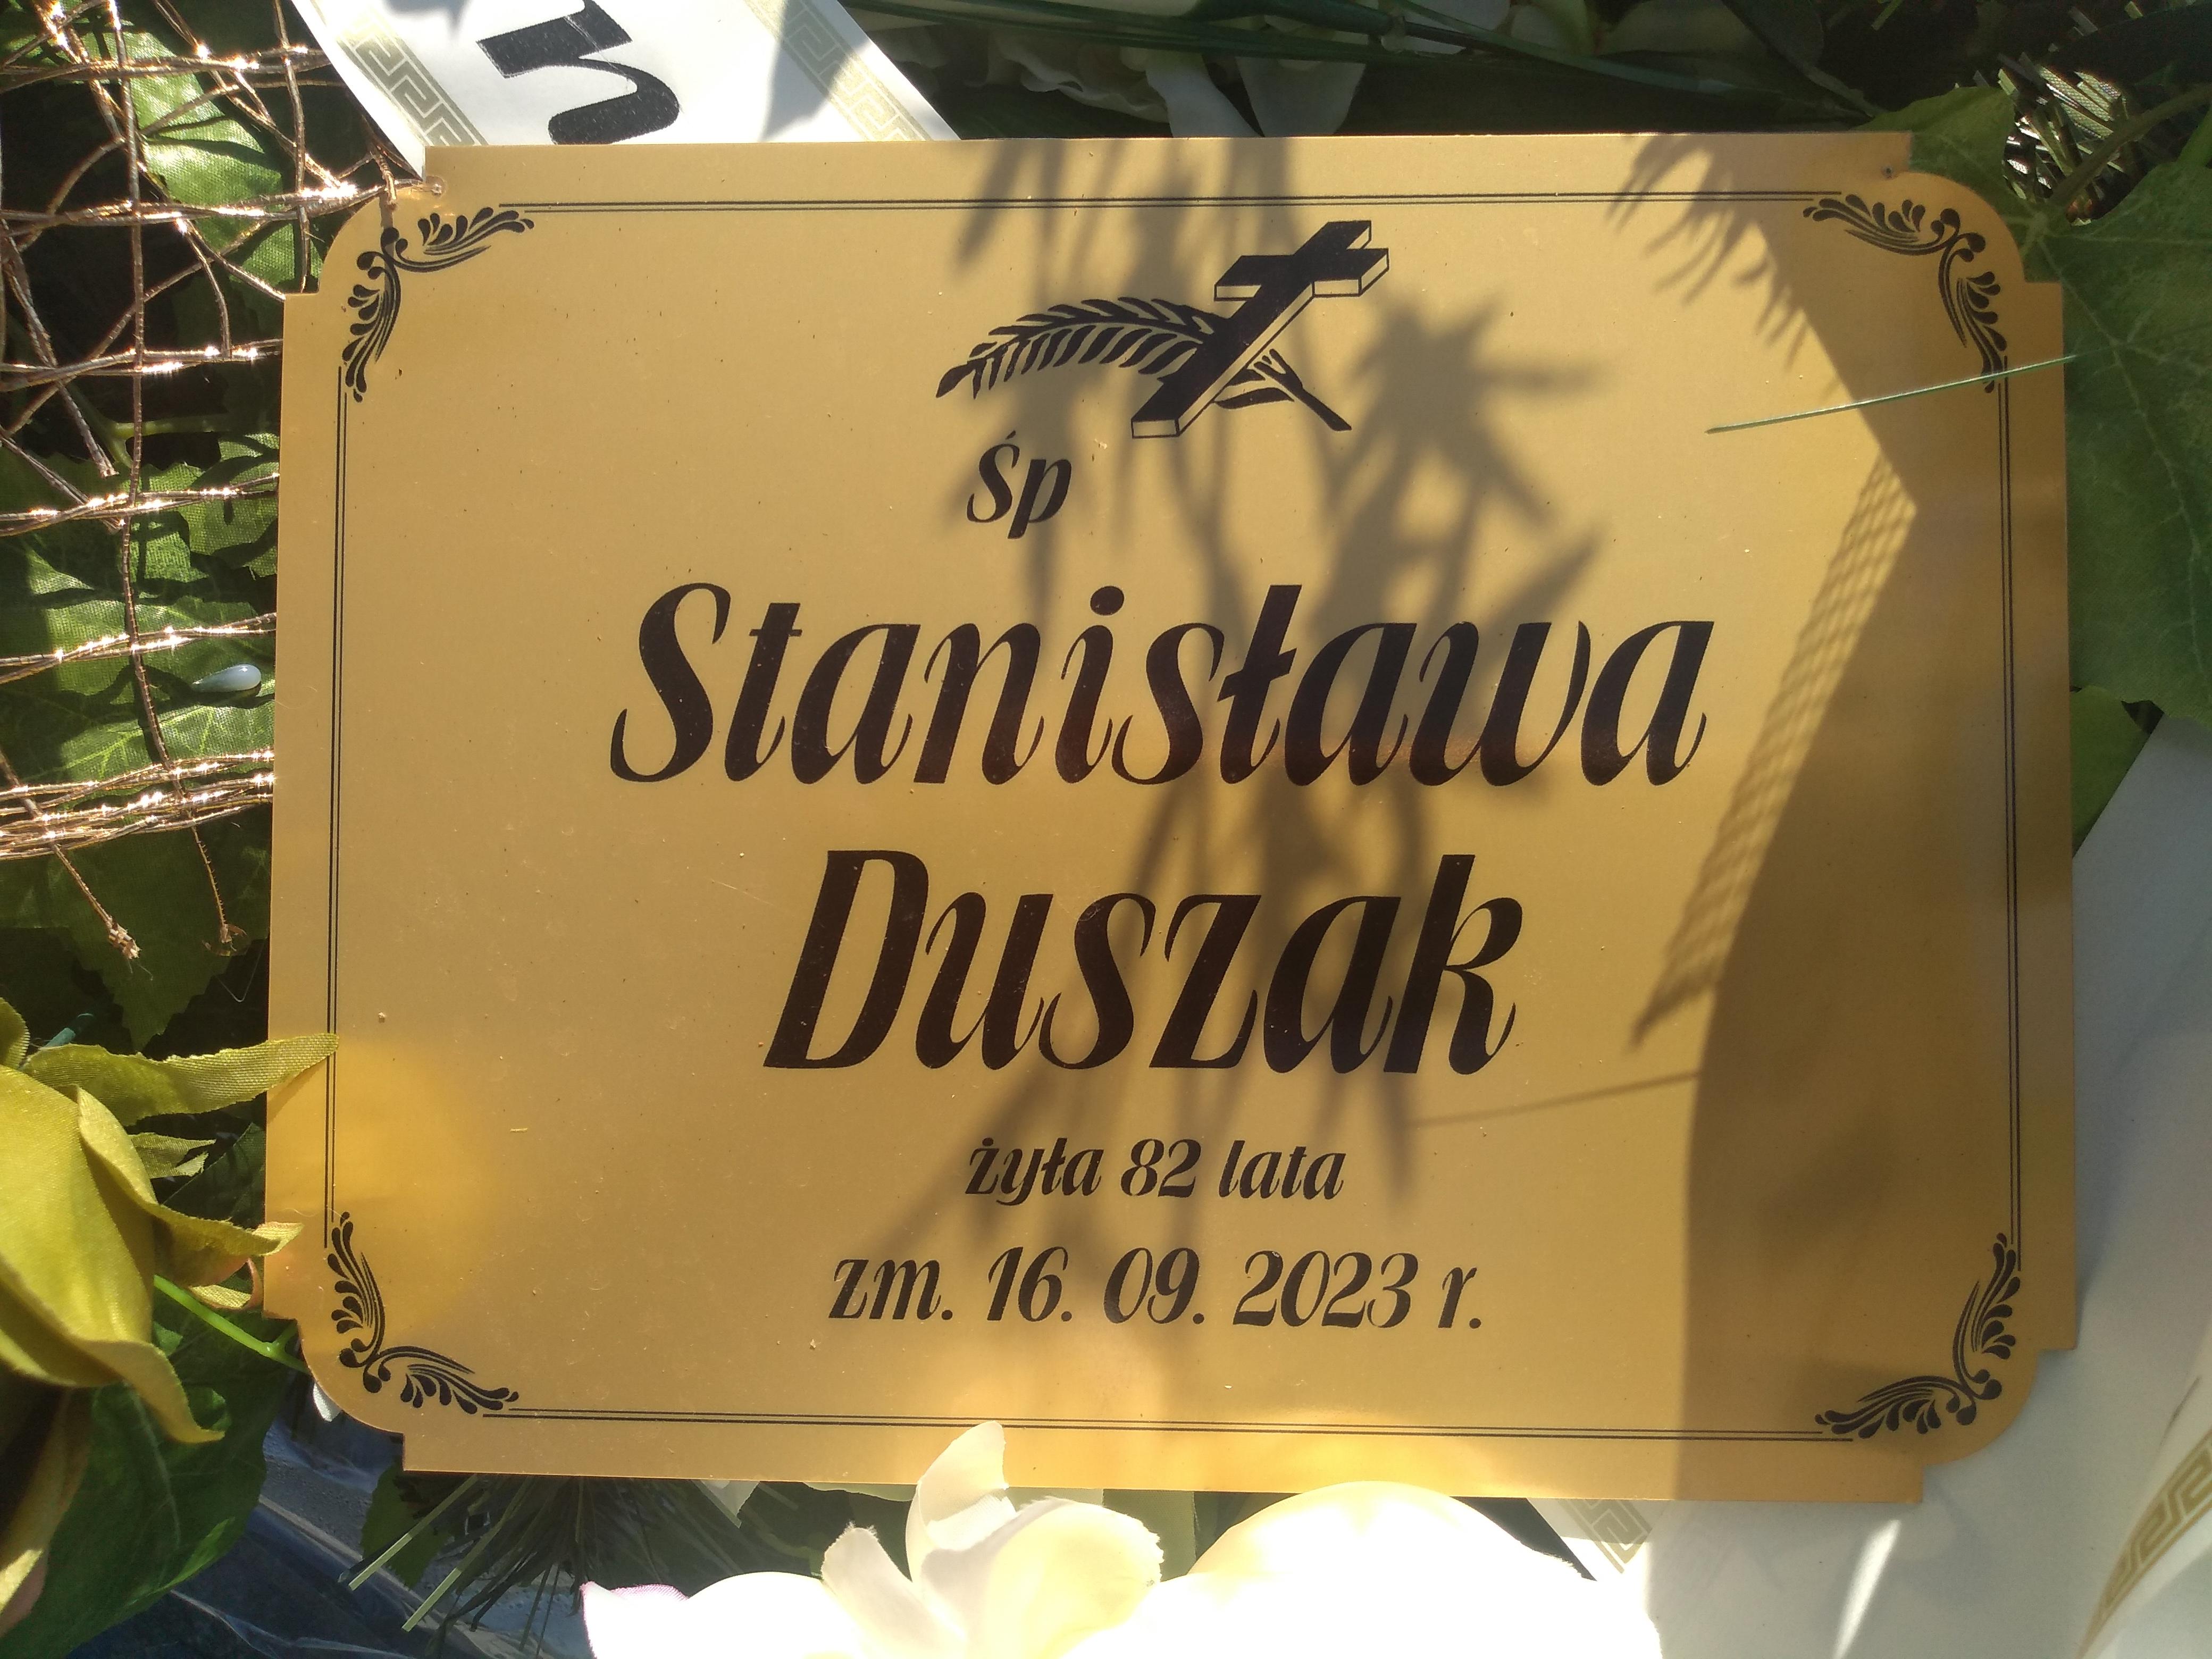 Śp
Stanisława
Duszak
żyła 82 lata
zm. 16. 09. 2023 r.